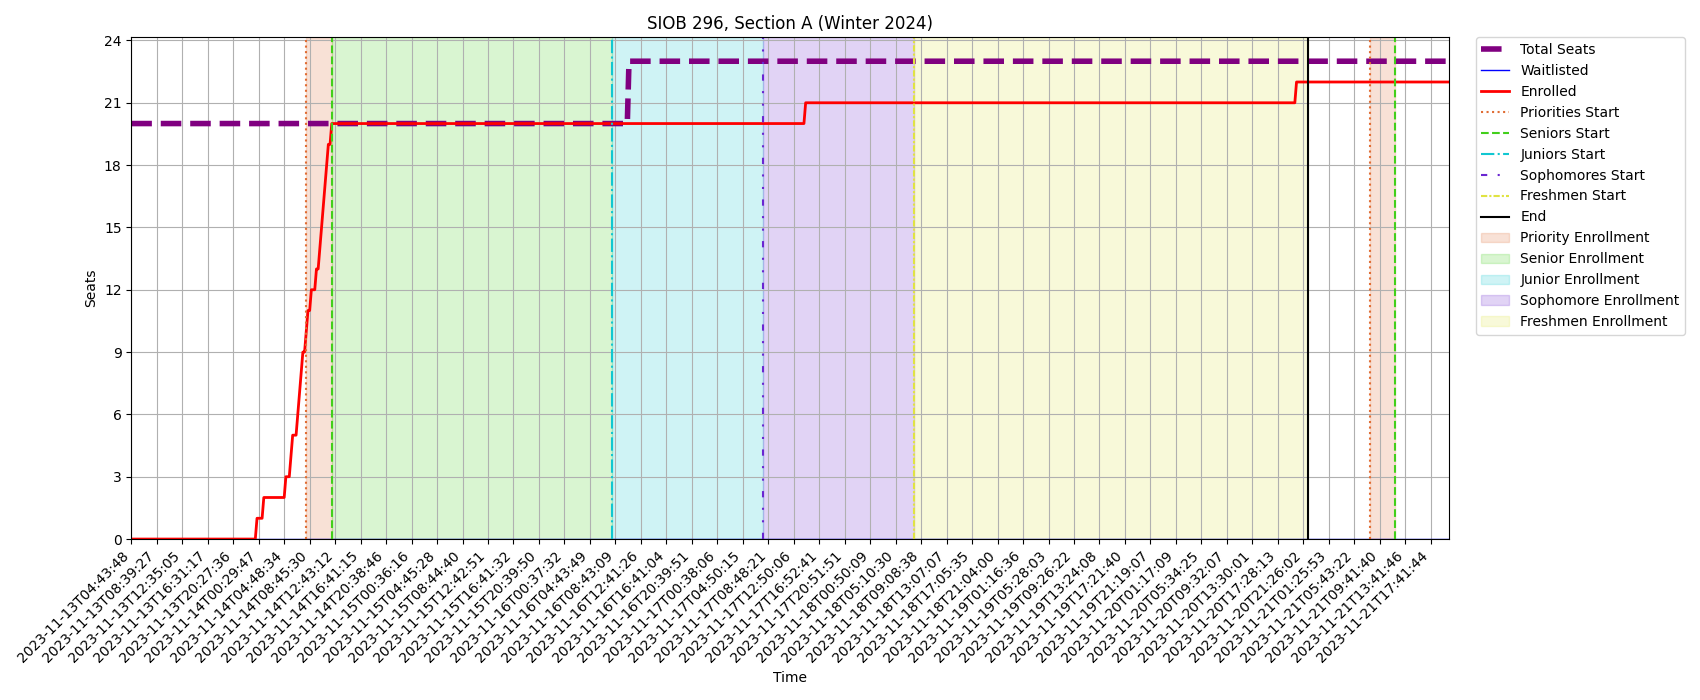 SIOB 296, Section A (Winter 2024)
24
21
18
15
12
9
6
3
0
Seats
2023-11-13T04:43:48
2023-11-13T08:39:27
2023-11-13T12:35:05
2023-11-13T16:31:17
2023-11-13T20:27:36
2023-11-14T00:29:47
2023-11-14T04:48:34
2023-11-14T08:45:30
2023-11-14T12:43:12
2023-11-14T16:41:15
2023-11-14T20:38:46
2023-11-15T00:36:16
2023-11-15T04:45:28
2023-11-15T08:44:40
2023-11-15T12:42:51
2023-11-15T16:41:32
2023-11-15T20:39:50
2023-11-16T00:37:32
2023-11-16T04:43:49
2023-11-16T08:43:09
2023-11-16T12:41:26
2023-11-16T16:41:04
2023-11-16T20:39:51
2023-11-17T00:38:06
2023-11-17T04:50:15
2023-11-17T08:48:21
2023-11-17T12:50:06
2023-11-17T16:52:41
2023-11-17T20:51:51
2023-11-18T00:50:09
2023-11-18T05:10:30
2023-11-18T09:08:38
2023-11-18T13:07:07
2023-11-18T17:05:35
2023-11-18T21:04:00
2023-11-19T01:16:36
2023-11-19T05:28:03
2023-11-19T09:26:22
2023-11-19T13:24:08
2023-11-19T17:21:40
2023-11-19T21:19:07
2023-11-20T01:17:09
2023-11-20T05:34:25
2023-11-20T09:32:07
2023-11-20T13:30:01
2023-11-20T17:28:13
2023-11-20T21:26:02
2023-11-21T01:25:53
2023-11-21T05:43:22
2023-11-21T09:41:40
2023-11-21T13:41:46
2023-11-21T17:41:44
Time
Total Seats
Waitlisted
Enrolled
Priorities Start
Seniors Start
Juniors Start
Sophomores Start
Freshmen Start
End
Priority Enrollment
Senior Enrollment
Junior Enrollment
Sophomore Enrollment
Freshmen Enrollment